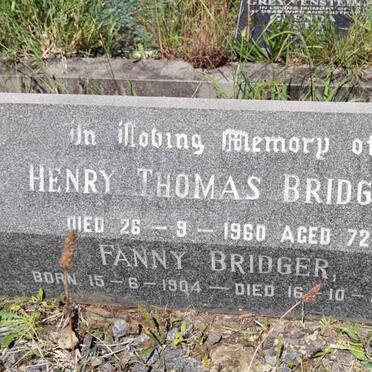 In Loving Memory of
HENRY THOMAS BRIDG
DIED 26 - 9 - 1960 AGED 72
FANNY BRIDGER,
BORN 15 - 6 - 1904 - DIED 16 - 10 -